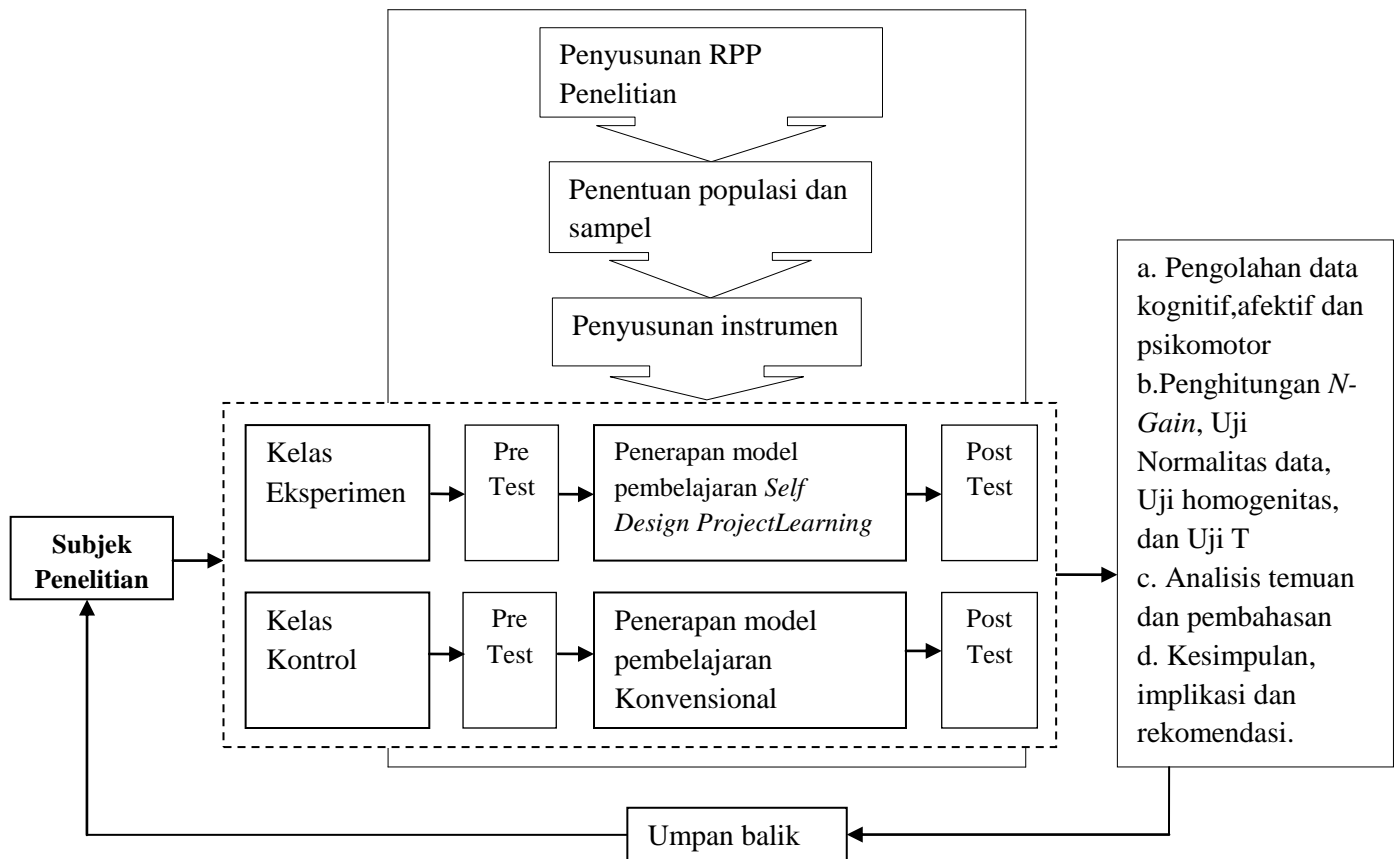 Penyusunan RPP
Penelitian
Penentuan populasi dan
sampel
Penyusunan instrumen
Subjek
Penelitian
Kelas
Eksperimen
Pre
Test
Penerapan model
pembelajaran Self
Design ProjectLearning
Post
Test
Kelas
Kontrol
Pre
Test
Penerapan model
pembelajaran
Konvensional
Post
Test
a. Pengolahan data
kognitif,afektif dan
psikomotor
b.Penghitungan N-
Gain, Uji
Normalitas data,
Uji homogenitas,
dan Uji T
c. Analisis temuan
dan pembahasan
d. Kesimpulan,
implikasi dan
rekomendasi.
Umpan balik